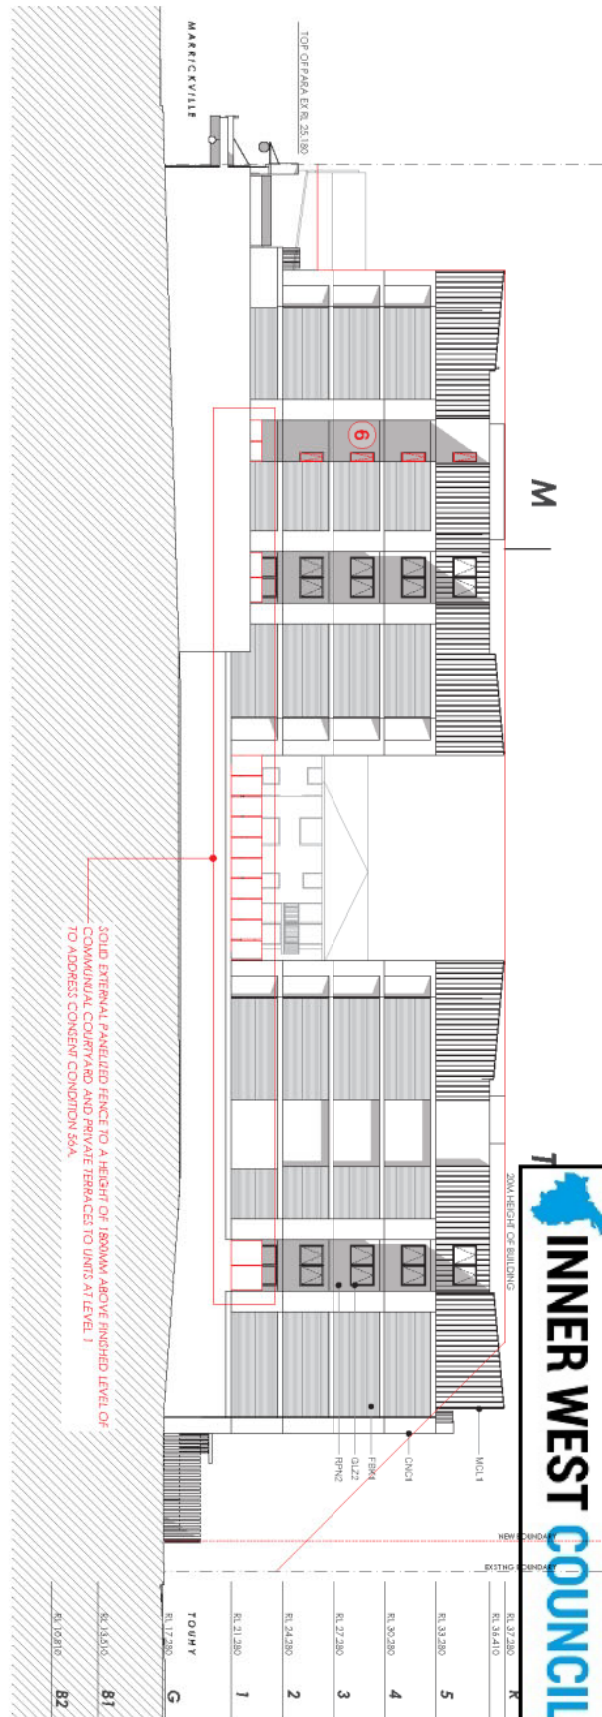 MARRICKVILLE
TOP OF PARA EX RL 25.180
6
M
SOLID EXTERNAL PANELIZED FENCE TO A HEIGHT OF 1800MM ABOVE FINISHED LEVEL OF
COMMUNUAL COURTYARD AND PRIVATE TERRACES TO UNITS AT LEVEL 1
TO ADDRESS CONSENT CONDITION 56A.
20M HEIGHT OF BUILDING
INNER WEST COUNCIL
MCL1
CNC1
FBK1
GLZ2
RPN2
NEW BOUNDARY
EXISTING BOUNDARY
RL 37.280
RL 36.410
RL 33.280
5
RL 30.280
4
RL 27.280
3
RL 24.280
2
RL 21.280
1
TOUHY
RL 17.280
G
RL 13.510
B1
RL 10.810
B2